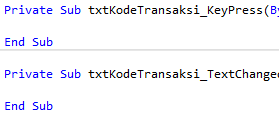 Private Sub txtKodeTransaksi_KeyPress(By
End Sub
Private Sub txtKodeTransaksi_TextChanged
End Sub